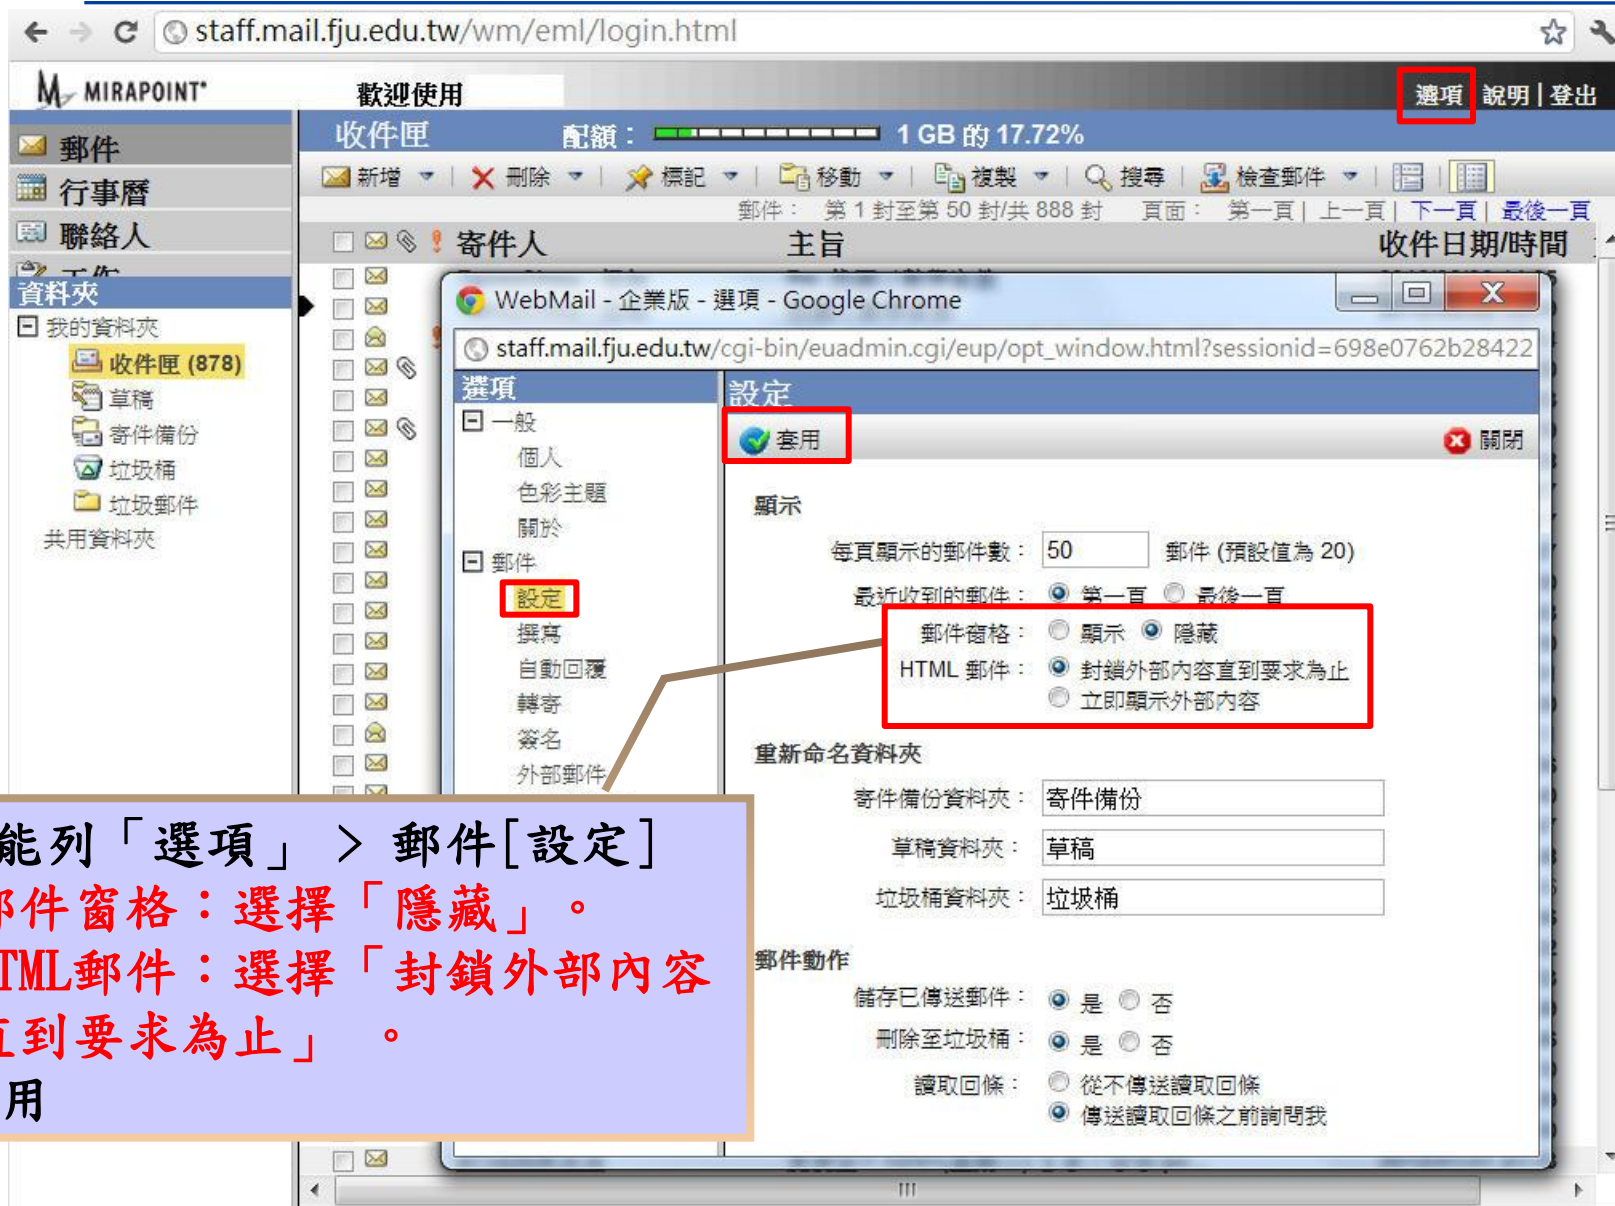 staff.mail.fju.edu.tw/wm/eml/login.html
MIRAPOINT
歡迎使用
選項 說明 | 登出
郵件
行事曆
聯絡人
工作
收件匣 配額： 1 GB 的 17.72%
新增 刪除 標記 移動 複製 搜尋 檢查郵件
郵件： 第 1 封至第 50 封/共 888 封 頁面： 第一頁 | 上一頁 | 下一頁 | 最後一頁
寄件人 主旨 收件日期/時間
資料夾
我的資料夾
收件匣 (878)
草稿
寄件備份
垃圾桶
垃圾郵件
共用資料夾
WebMail - 企業版 - 選項 - Google Chrome
staff.mail.fju.edu.tw/cgi-bin/euadmin.cgi/eup/opt_window.html?sessionid=698e0762b28422
選項
一般
個人
色彩主題
關於
郵件
設定
撰寫
自動回覆
轉寄
簽名
外部郵件
設定
套用 關閉
顯示
每頁顯示的郵件數： 50 郵件 (預設值為 20)
最近收到的郵件： 第一頁 最後一頁
郵件窗格： 顯示 隱藏
HTML 郵件： 封鎖外部內容直到要求為止
立即顯示外部內容
重新命名資料夾
寄件備份資料夾： 寄件備份
草稿資料夾： 草稿
垃圾桶資料夾： 垃圾桶
郵件動作
儲存已傳送郵件： 是 否
刪除至垃圾桶： 是 否
讀取回條： 從不傳送讀取回條
傳送讀取回條之前詢問我
能列「選項」 > 郵件[設定]
郵件窗格：選擇「隱藏」。
TML郵件：選擇「封鎖外部內容
直到要求為止」 。
用